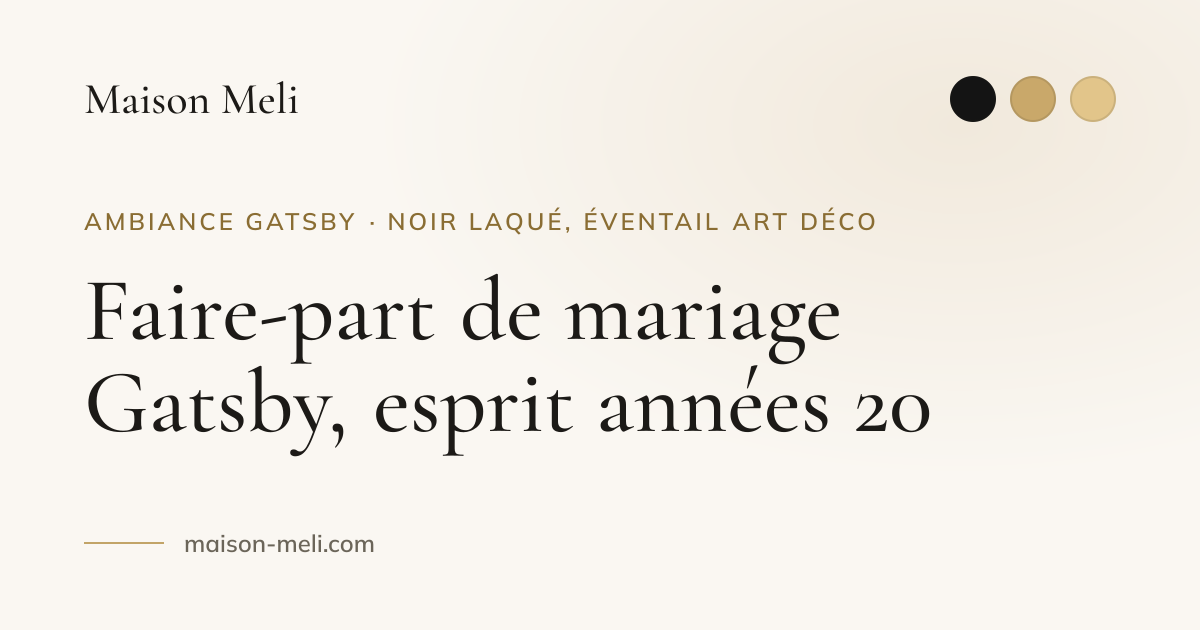 Maison Meli
AMBIANCE GATSBY · NOIR LAQUÉ, ÉVENTAIL ART DÉCO
Faire-part de mariage
Gatsby, esprit années 20
maison-meli.com